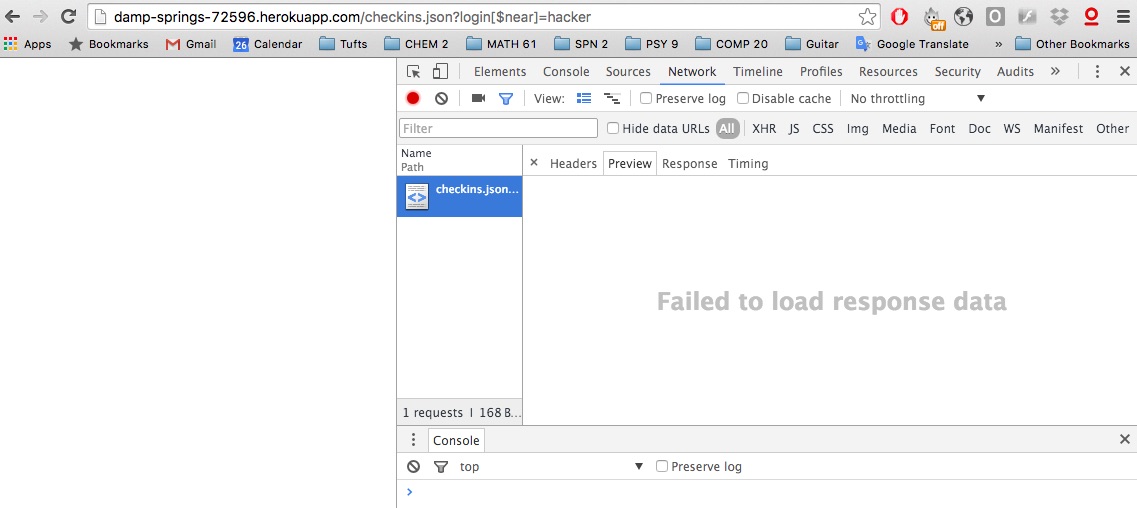 damp-springs-72596.herokuapp.com/checkins.json?login[$near]=hacker
off
Apps Bookmarks Gmail 26 Calendar Tufts CHEM 2 MATH 61 SPN 2 PSY 9 COMP 20 Guitar Google Translate » Other Bookmarks
Elements Console Sources Network Timeline Profiles Resources Security Audits »
View: Preserve log Disable cache No throttling
Filter Hide data URLs All XHR JS CSS Img Media Font Doc WS Manifest Other
Name
Path
× Headers Preview Response Timing
checkins.json...
Failed to load response data
1 requests | 168 B...
Console
top Preserve log